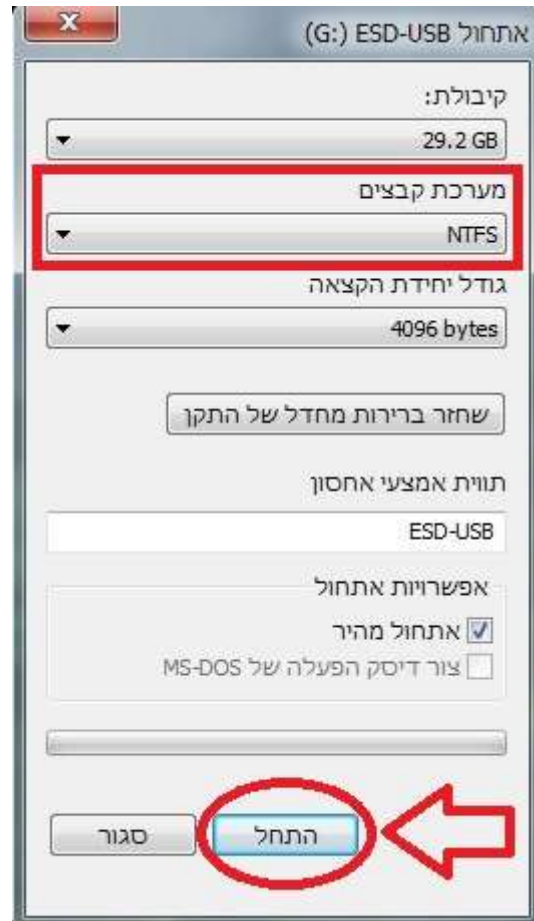 אתחול ESD-USB (G:)
קיבולת:
29.2 GB
מערכת קבצים
NTFS
גודל יחידת הקצאה
4096 bytes
שחזר ברירות מחדל של התקן
תווית אמצעי אחסון
ESD-USB
אפשרויות אתחול
אתחול מהיר
צור דיסק הפעלה של MS-DOS
התחל
סגור